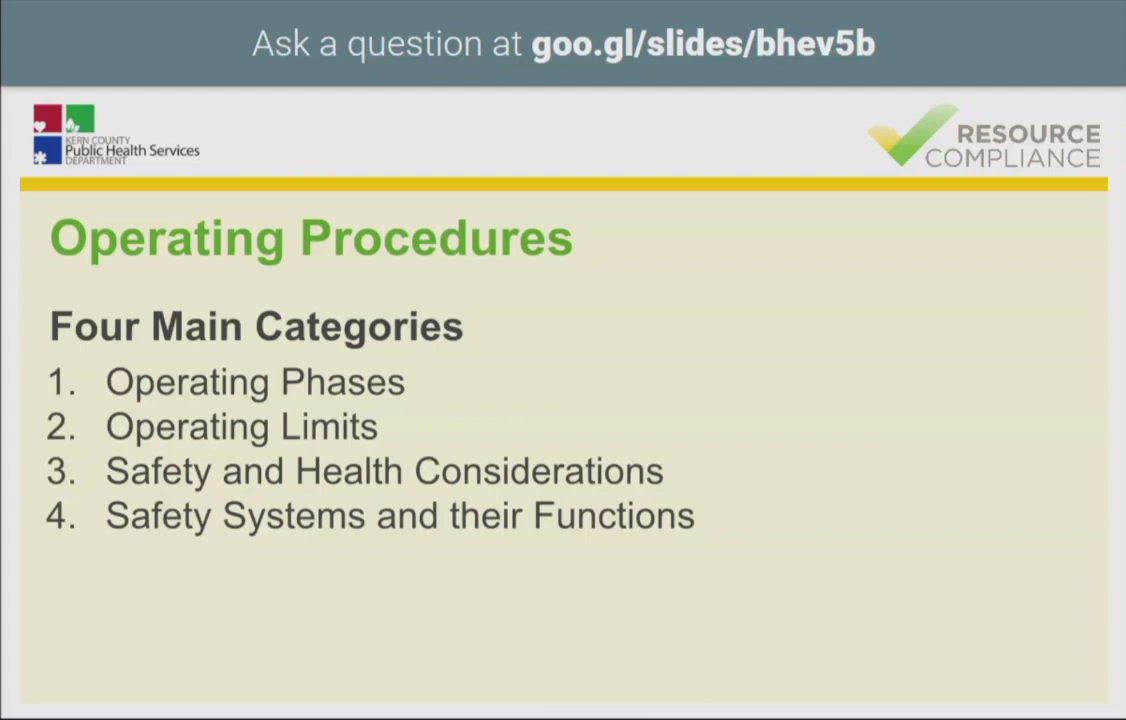 Ask a question at goo.gl/slides/bhev5b
KERN COUNTY
Public Health Services
DEPARTMENT
RESOURCE
COMPLIANCE
Operating Procedures
Four Main Categories
1. Operating Phases
2. Operating Limits
3. Safety and Health Considerations
4. Safety Systems and their Functions